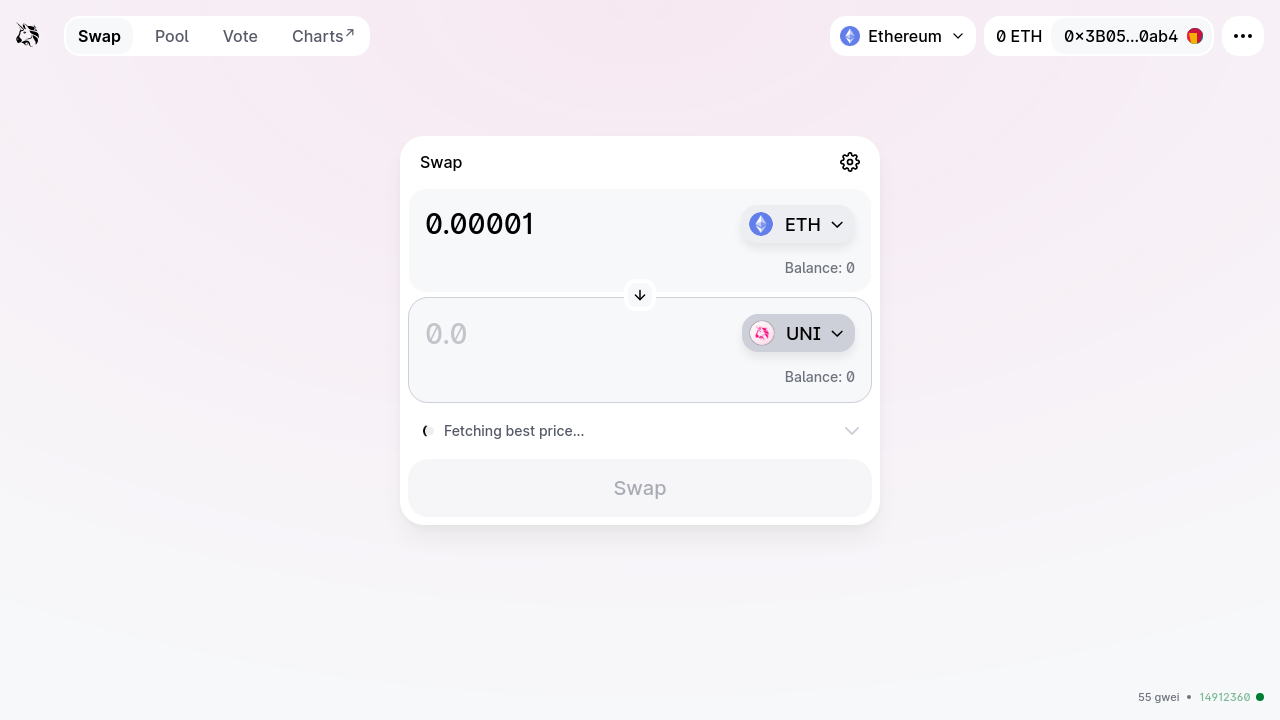 Swap Pool Vote Charts↗ Ethereum 0 ETH 0x3B05...0ab4
Swap
0.00001 ETH
Balance: 0
0.0 UNI
Balance: 0
Fetching best price...
Swap
55 gwei • 14912360